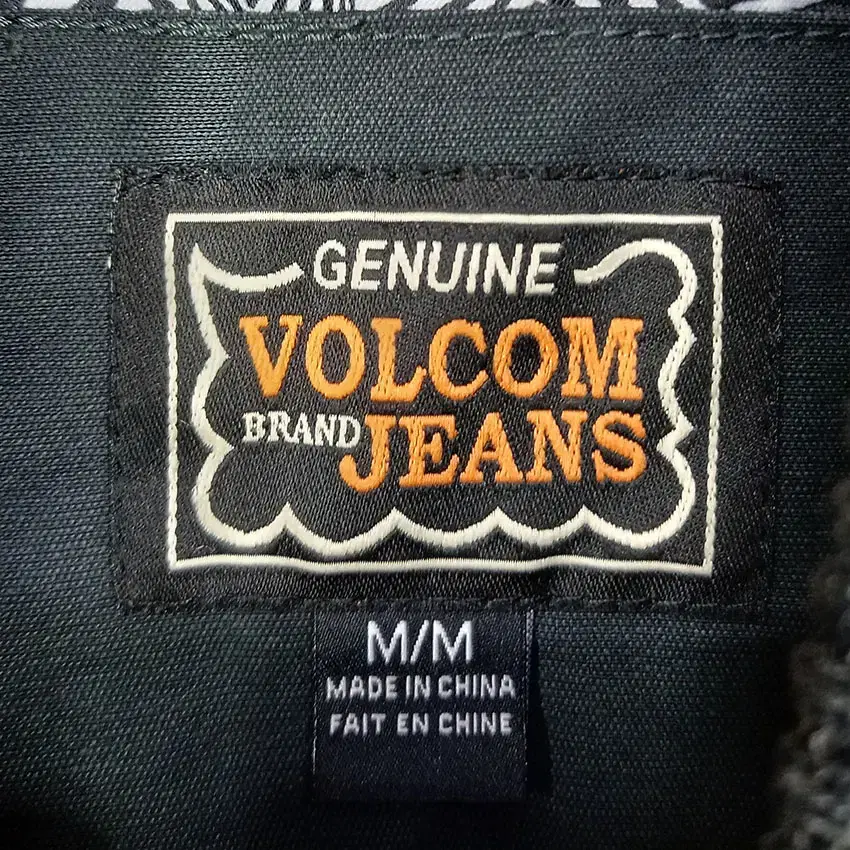 GENUINE
VOLCOM
BRAND JEANS
M/M
MADE IN CHINA
FAIT EN CHINE